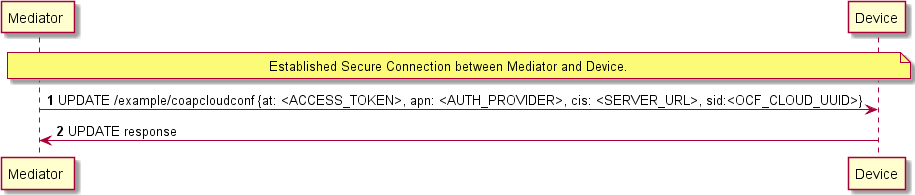 Mediator Device
Established Secure Connection between Mediator and Device.
1 UPDATE /example/coapcloudconf {at: <ACCESS_TOKEN>, apn: <AUTH_PROVIDER>, cis: <SERVER_URL>, sid:<OCF_CLOUD_UUID>}
2 UPDATE response
Mediator Device